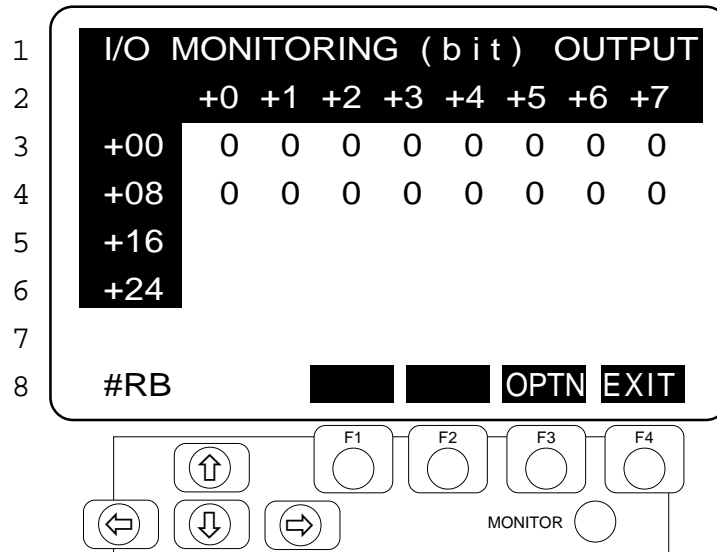 1 I/O MONITORING (bit) OUTPUT
2 +0 +1 +2 +3 +4 +5 +6 +7
3 +00 0 0 0 0 0 0 0 0
4 +08 0 0 0 0 0 0 0 0
5 +16
6 +24
7
8 #RB OPTN EXIT
F1 F2 F3 F4
MONITOR